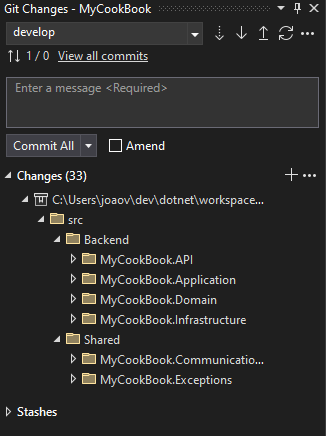 Git Changes - MyCookBook
develop
1 / 0 View all commits
Enter a message <Required>
Commit All Amend
Changes (33)
C:\Users\joaov\dev\dotnet\workspace...
src
Backend
MyCookBook.API
MyCookBook.Application
MyCookBook.Domain
MyCookBook.Infrastructure
Shared
MyCookBook.Communicatio...
MyCookBook.Exceptions
Stashes